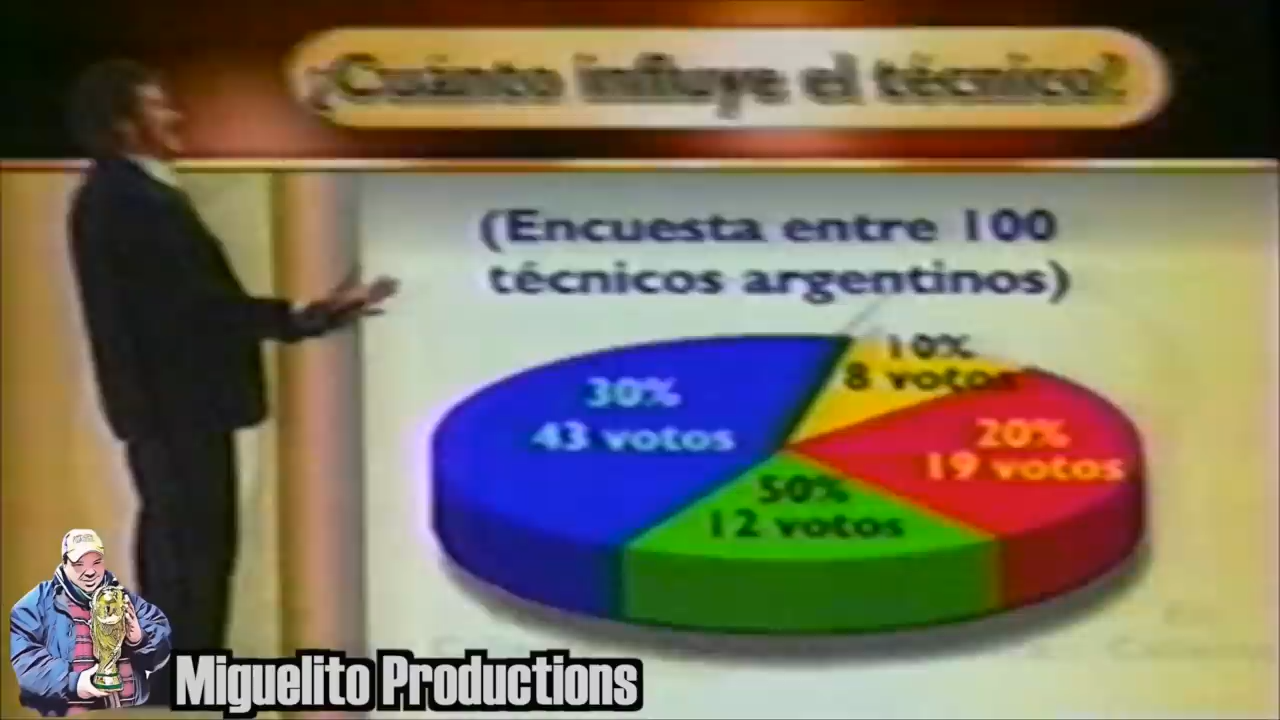 ¿Cuánto influye el técnico?
(Encuesta entre 100
técnicos argentinos)
10%
8 votos
30%
43 votos
20%
19 votos
50%
12 votos
Miguelito Productions